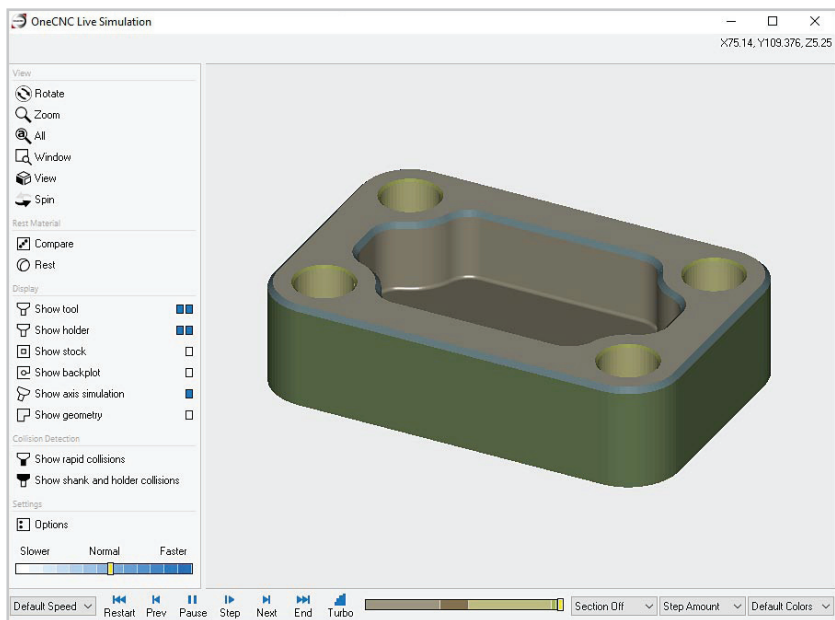 OneCNC Live Simulation
X75.14, Y109.376, Z5.25
View
Rotate
Zoom
All
Window
View
Spin
Rest Material
Compare
Rest
Display
Show tool
Show holder
Show stock
Show backplot
Show axis simulation
Show geometry
Collision Detection
Show rapid collisions
Show shank and holder collisions
Settings
Options
Slower Normal Faster
Default Speed Restart Prev Pause Step Next End Turbo Section Off Step Amount Default Colors